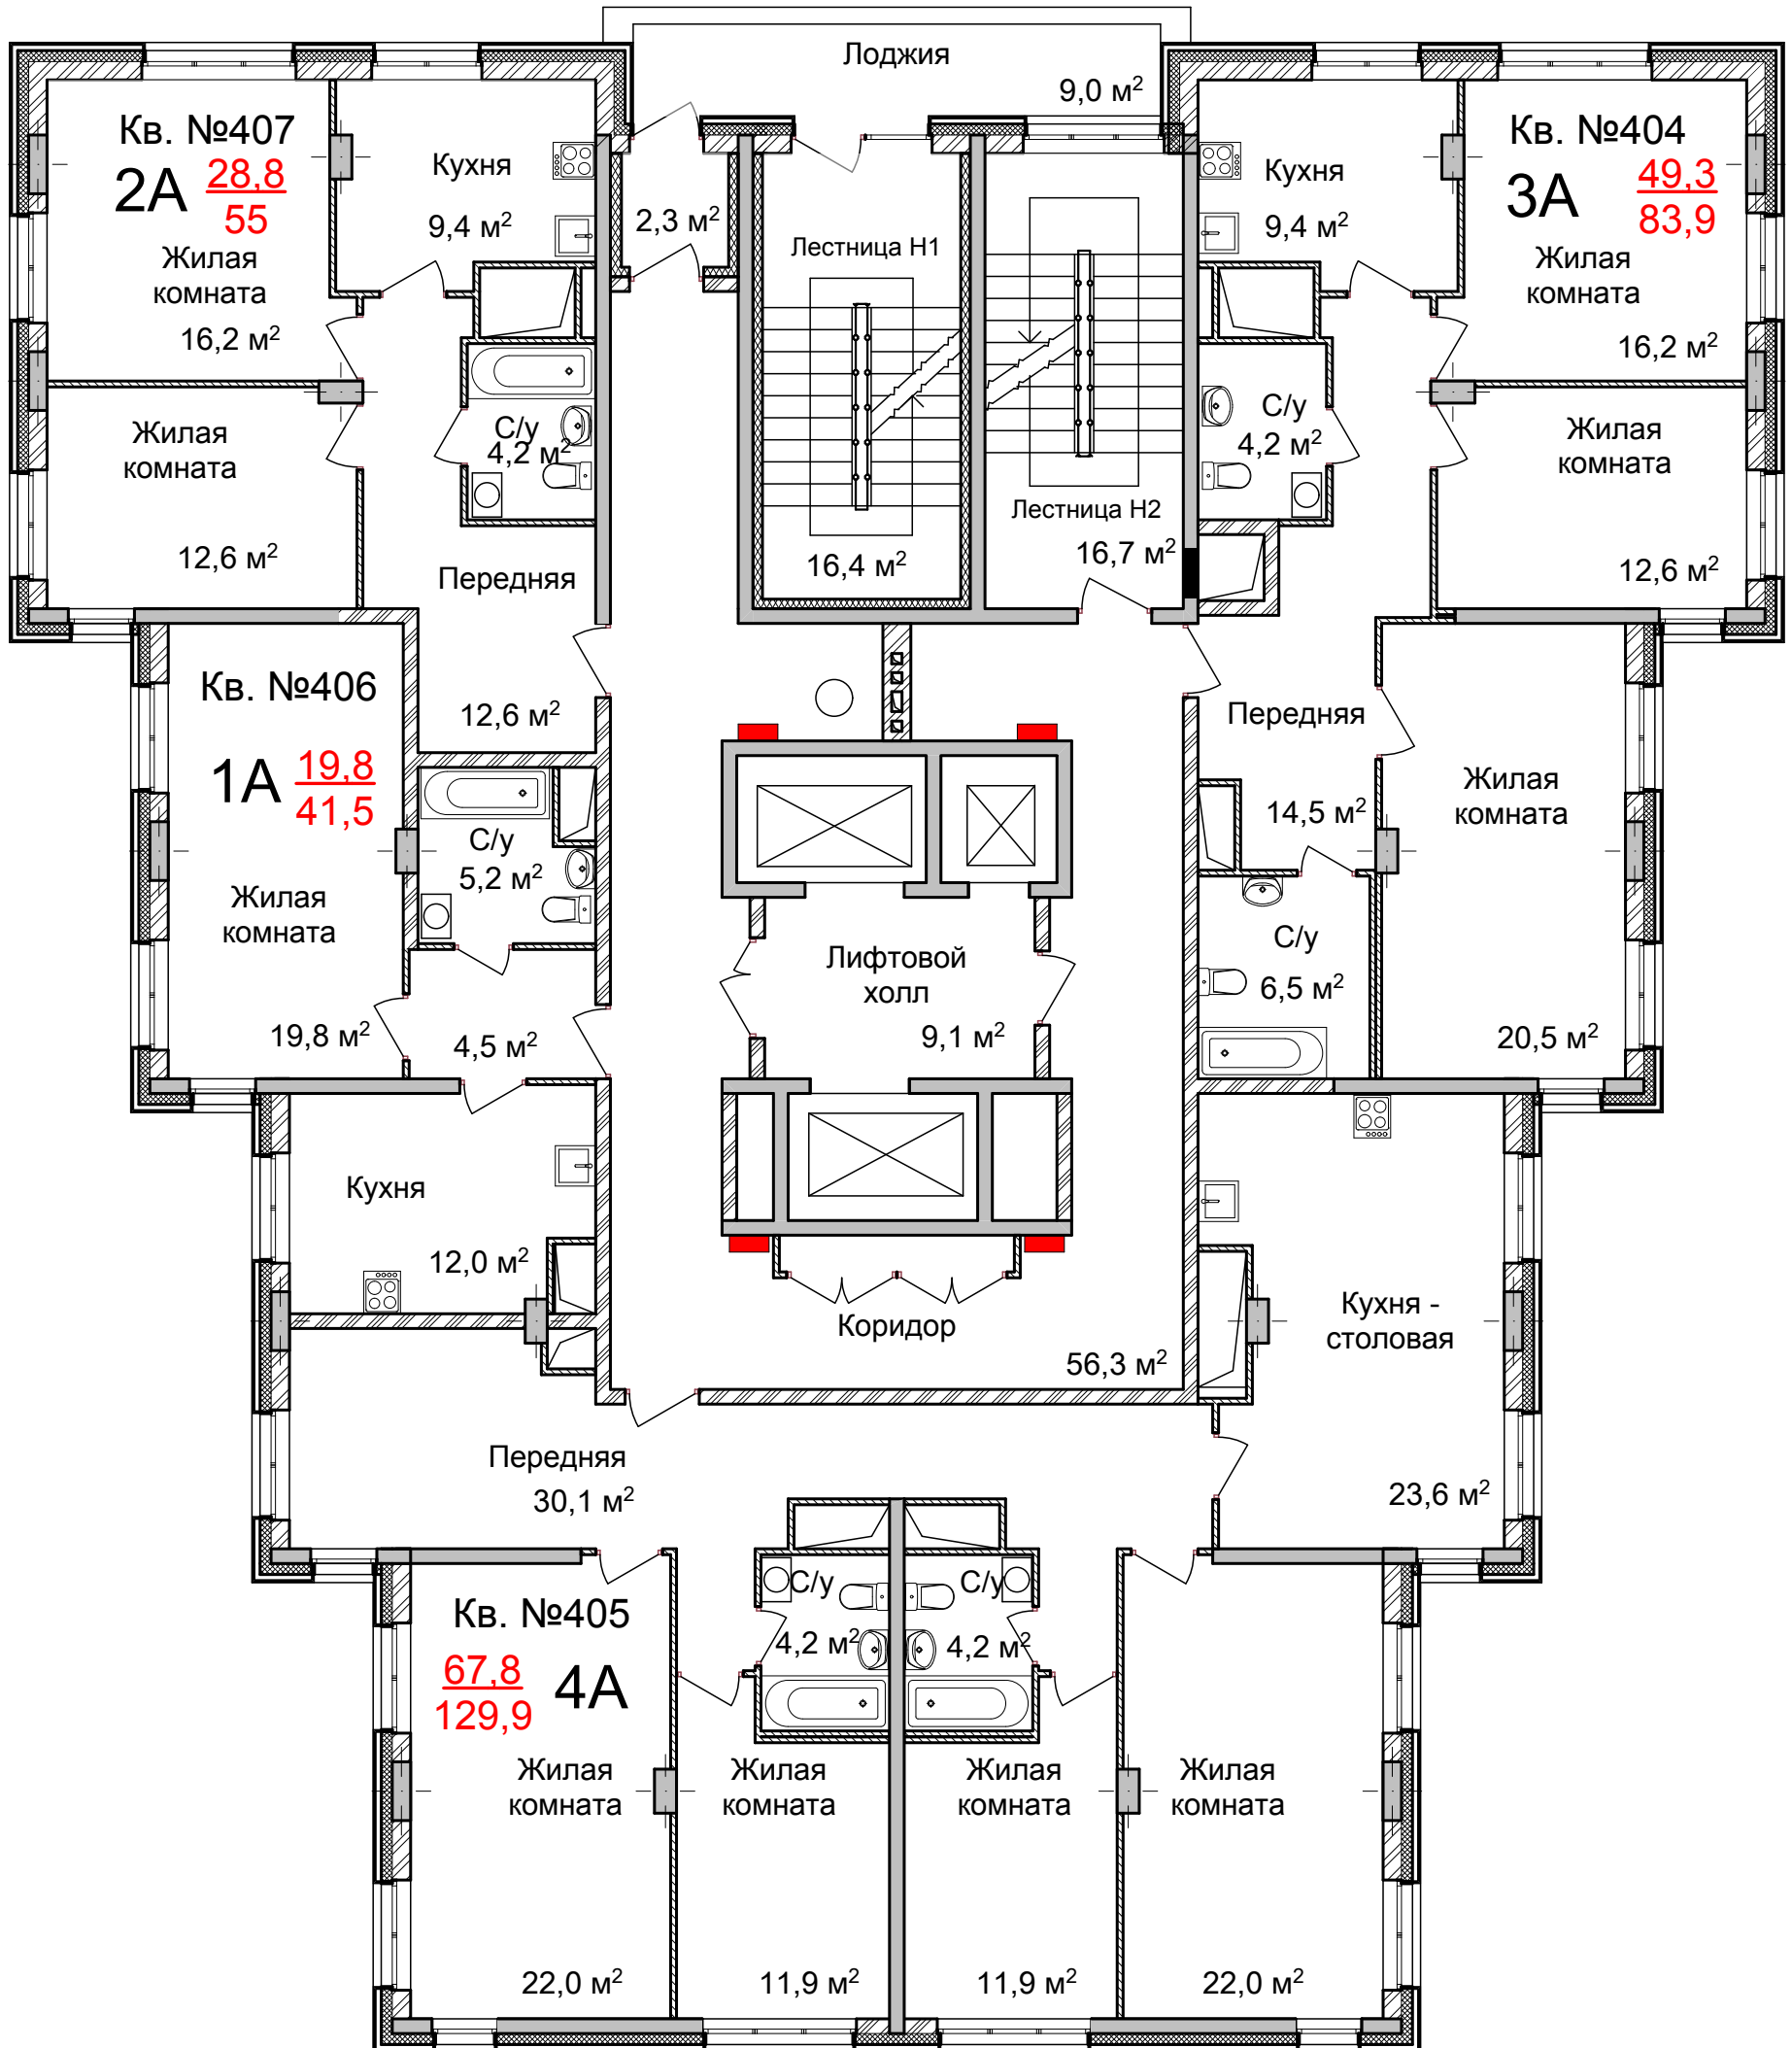 Лоджия
9,0 м²
Кв. №407
2А
28,8
55
Жилая
комната
16,2 м²
Кухня
9,4 м²
2,3 м²
Лестница Н1
16,4 м²
Лестница Н2
16,7 м²
Кухня
9,4 м²
Кв. №404
3А
49,3
83,9
Жилая
комната
16,2 м²
Жилая
комната
12,6 м²
С/у
4,2 м²
Передняя
12,6 м²
С/у
4,2 м²
Жилая
комната
12,6 м²
Кв. №406
1А
19,8
41,5
Жилая
комната
19,8 м²
С/у
5,2 м²
4,5 м²
Лифтовой
холл
9,1 м²
Передняя
14,5 м²
С/у
6,5 м²
Жилая
комната
20,5 м²
Кухня
12,0 м²
Коридор
56,3 м²
Кухня -
столовая
23,6 м²
Передняя
30,1 м²
Кв. №405
67,8
129,9
4А
С/у
4,2 м²
С/у
4,2 м²
Жилая
комната
22,0 м²
Жилая
комната
11,9 м²
Жилая
комната
11,9 м²
Жилая
комната
22,0 м²